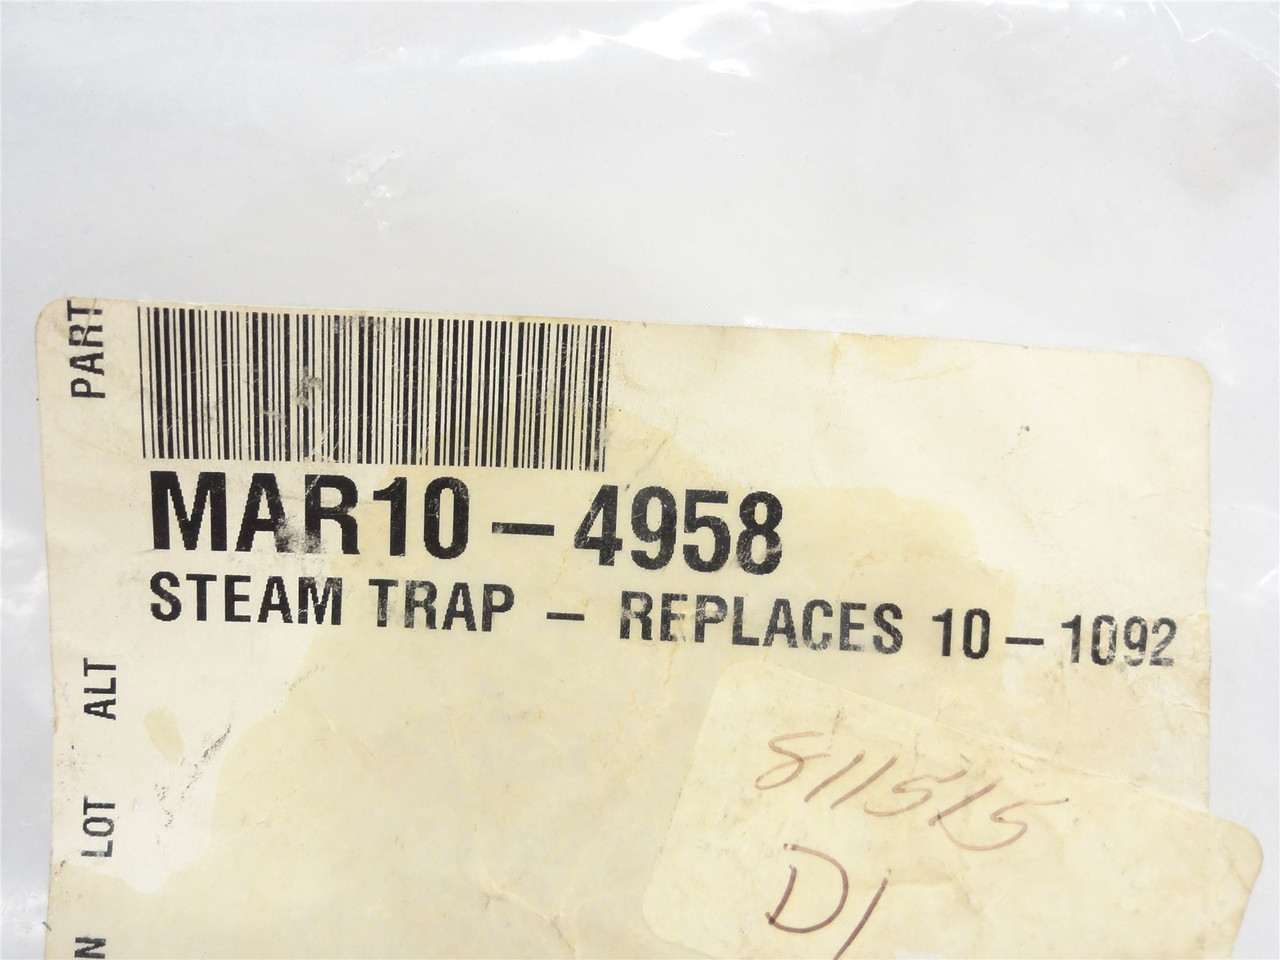 PART
MAR10-4958
STEAM TRAP - REPLACES 10-1092
ALT
LOT
811515
D1